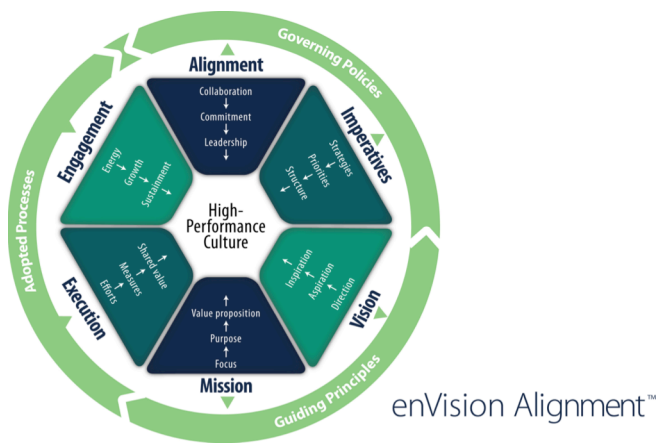 Governing Policies
Alignment
Collaboration
Commitment
Leadership
Imperatives
Strategies
Priorities
Structure
Engagement
Energy
Growth
Sustainment
High-
Performance
Culture
Adopted Processes
Execution
Efforts
Measures
Shared value
Vision
Inspiration
Aspiration
Direction
Value proposition
Purpose
Focus
Mission
Guiding Principles
enVision Alignment™